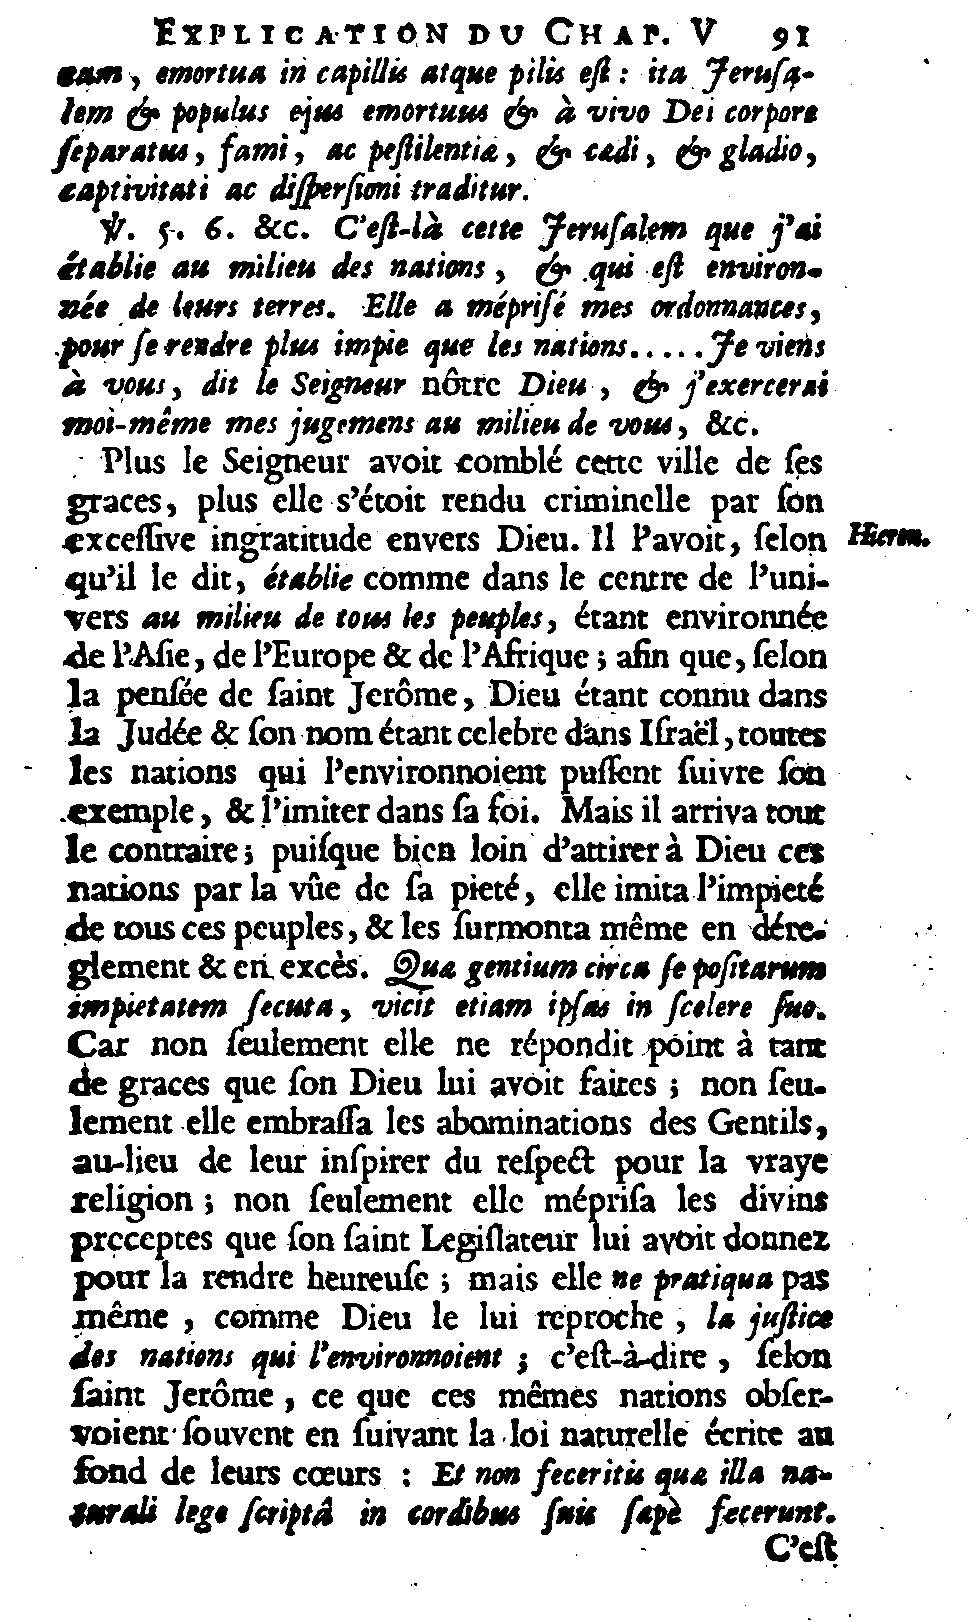 EXPLICATION DU CHAP. V 91
eam, emortua in capillis atque pilis eſt: ita Jeruſa-
lem & populus ejus emortuus & à vivo Dei corpore
ſeparatus, fami, ac peſtilentiæ, & cædi, & gladio,
captivitati ac diſperſioni traditur.
℣. 5. 6. &c. C'eſt-là cette Jeruſalem que j'ai
établie au milieu des nations, & qui eſt environ-
née de leurs terres. Elle a mépriſé mes ordonnances,
pour ſe rendre plus impie que les nations..... Je viens
à vous, dit le Seigneur nôtre Dieu, & j'exercerai
moi-même mes jugemens au milieu de vous, &c.
Plus le Seigneur avoit comblé cette ville de ſes
graces, plus elle s'étoit rendu criminelle par ſon
exceſſive ingratitude envers Dieu. Il l'avoit, ſelon
Hieron.
qu'il le dit, établie comme dans le centre de l'uni-
vers au milieu de tous les peuples, étant environnée
de l'Aſie, de l'Europe & de l'Afrique; afin que, ſelon
la penſée de ſaint Jerôme, Dieu étant connu dans
la Judée & ſon nom étant celebre dans Iſraël, toutes
les nations qui l'environnoient puſſent ſuivre ſon
exemple, & l'imiter dans ſa foi. Mais il arriva tout
le contraire; puiſque bien loin d'attirer à Dieu ces
nations par la vûe de ſa pieté, elle imita l'impieté
de tous ces peuples, & les ſurmonta même en dére-
glement & en excès. Quæ gentium circa ſe poſitarum
impietatem ſecuta, vicit etiam ipſas in ſcelere ſuo.
Car non ſeulement elle ne répondit point à tant
de graces que ſon Dieu lui avoit faites; non ſeu-
lement elle embraſſa les abominations des Gentils,
au-lieu de leur inſpirer du reſpect pour la vraye
religion; non ſeulement elle mépriſa les divins
preceptes que ſon ſaint Legiſlateur lui avoit donnez
pour la rendre heureuſe; mais elle ne pratiqua pas
même, comme Dieu le lui reproche, la juſtice
des nations qui l'environnoient; c'eſt-à-dire, ſelon
ſaint Jerôme, ce que ces mêmes nations obſer-
voient ſouvent en ſuivant la loi naturelle écrite au
fond de leurs cœurs : Et non feceritis quæ illa na-
turali lege ſcriptâ in cordibus ſuis ſæpè fecerunt.
C'eſt